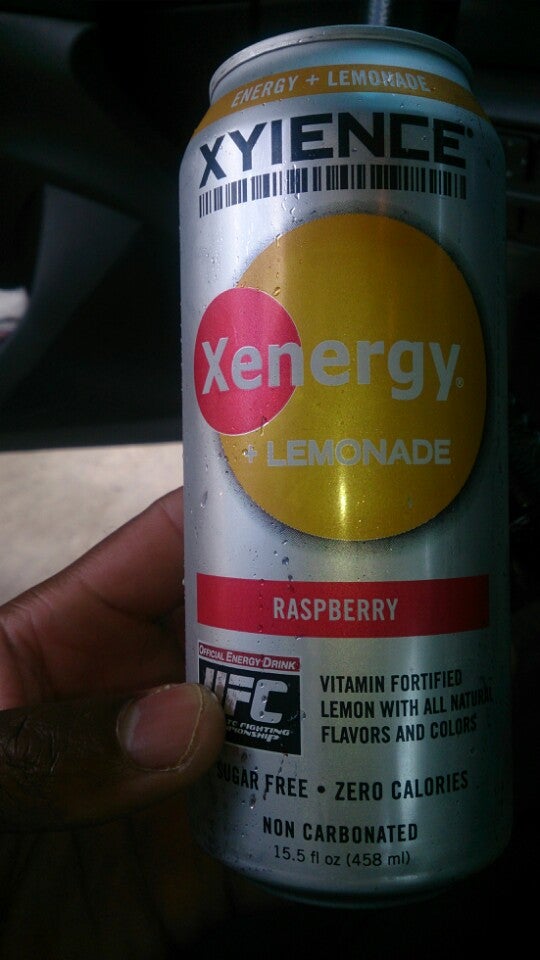 ENERGY + LEMONADE
XYIENCE®
Xenergy®
+ LEMONADE
RASPBERRY
OFFICIAL ENERGY DRINK
UFC
FIGHTING
VITAMIN FORTIFIED
LEMON WITH ALL NATURAL
FLAVORS AND COLORS
SUGAR FREE • ZERO CALORIES
NON CARBONATED
15.5 fl oz (458 ml)